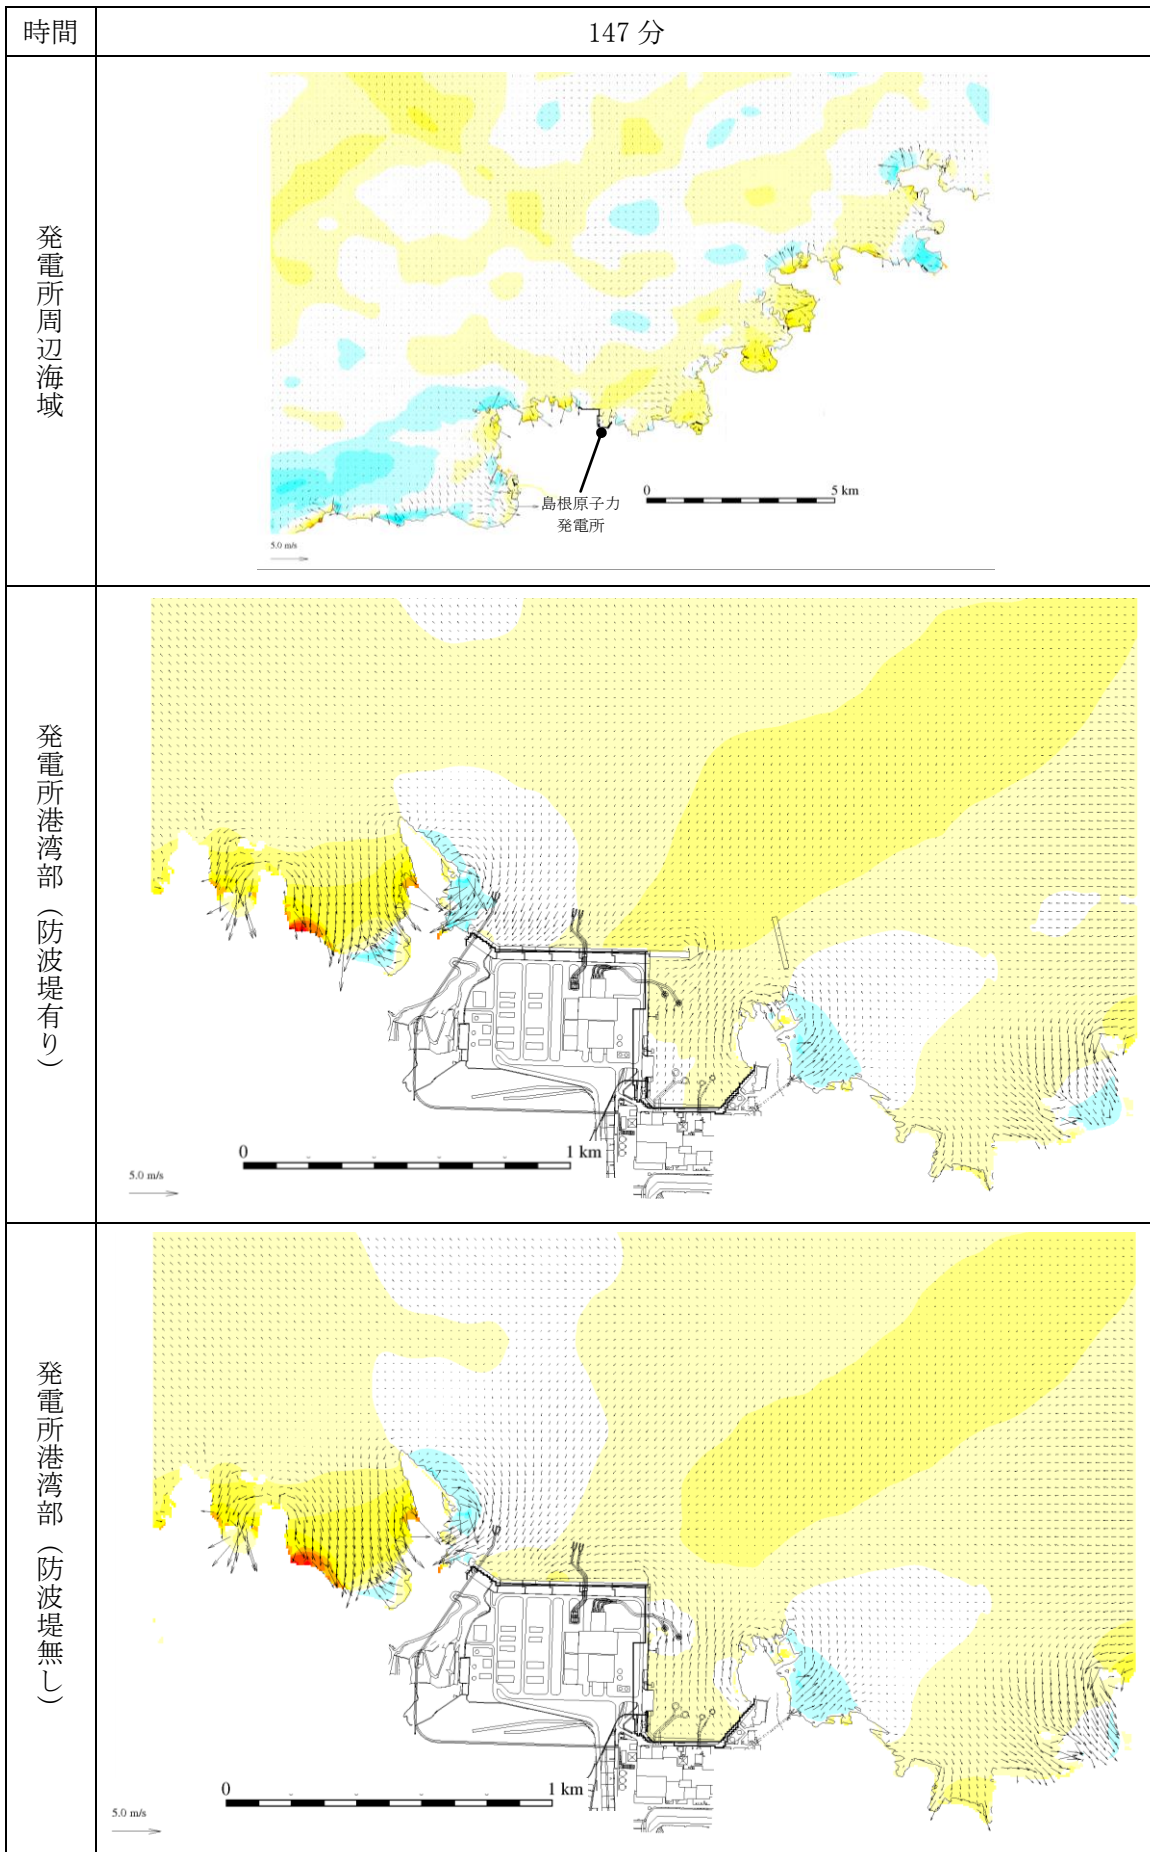 時間
147 分
発電所周辺海域
島根原子力
発電所
0 5 km
5.0 m/s
発電所港湾部（防波堤有り）
0 1 km
5.0 m/s
発電所港湾部（防波堤無し）
0 1 km
5.0 m/s